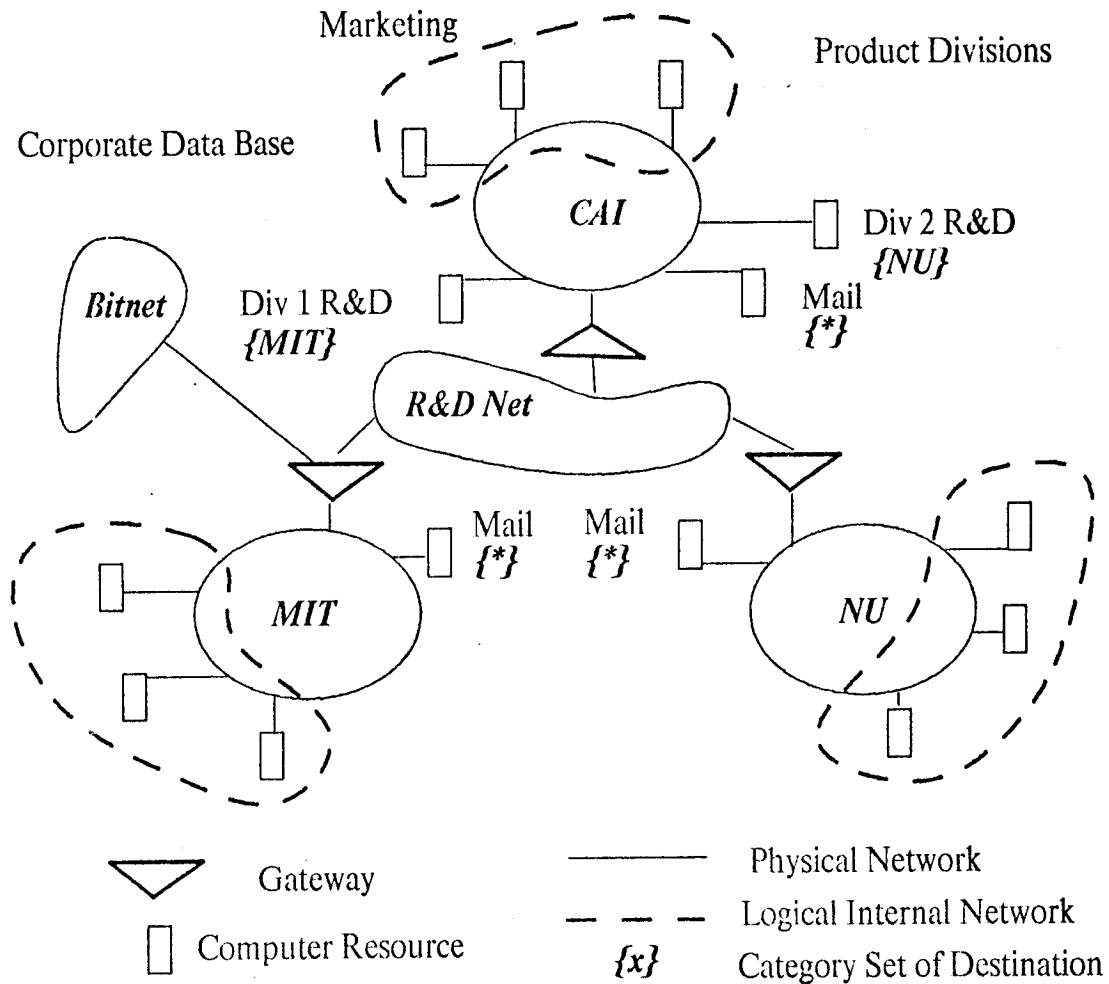 Marketing
Product Divisions
Corporate Data Base
CAI
Div 2 R&D
{NU}
Bitnet
Div 1 R&D
{MIT}
Mail
{*}
R&D Net
Mail
{*}
Mail
{*}
MIT
NU
Gateway
Physical Network
Logical Internal Network
Computer Resource
{x}
Category Set of Destination